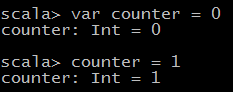 scala> var counter = 0
counter: Int = 0
scala> counter = 1
counter: Int = 1